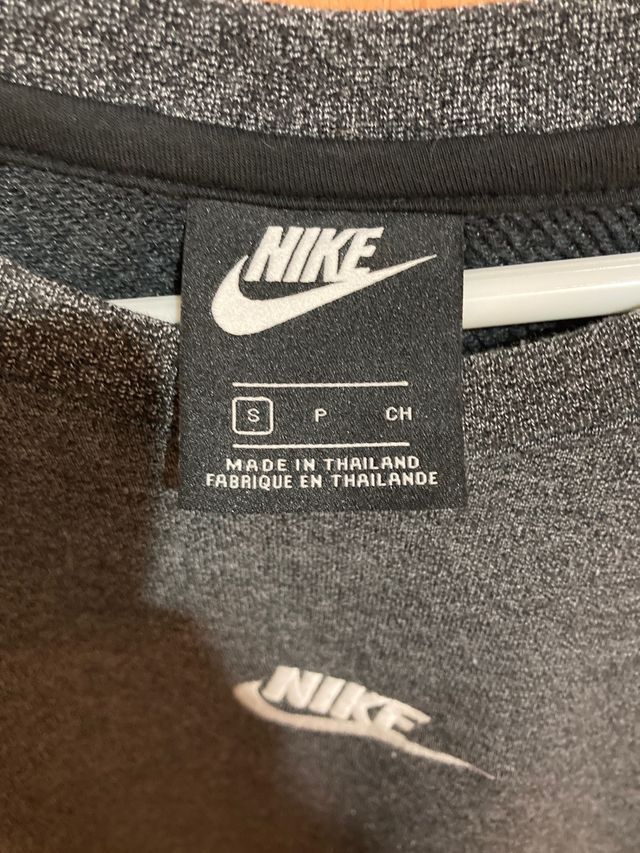 NIKE
S P CH
MADE IN THAILAND
FABRIQUE EN THAILANDE
NIKE